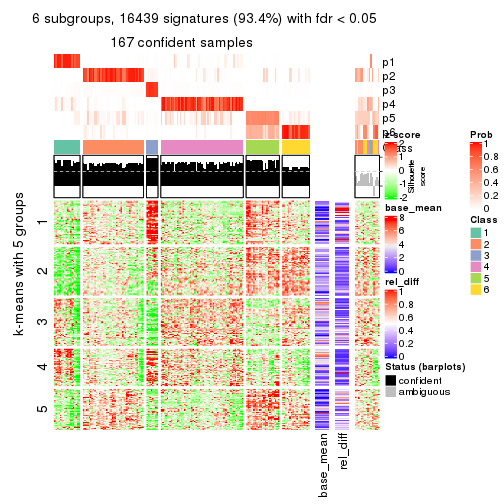 6 subgroups, 16439 signatures (93.4%) with fdr < 0.05
167 confident samples
p1
p2
p3
p4
p5
p6
Class
Silhouette
score
k-means with 5 groups
1
2
3
4
5
base_mean
rel_diff
z-score
2
1
0
-1
-2
base_mean
8
6
4
2
0
rel_diff
1
0.8
0.6
0.4
0.2
0
Status (barplots)
confident
ambiguous
Prob
1
0.8
0.6
0.4
0.2
0
Class
1
2
3
4
5
6